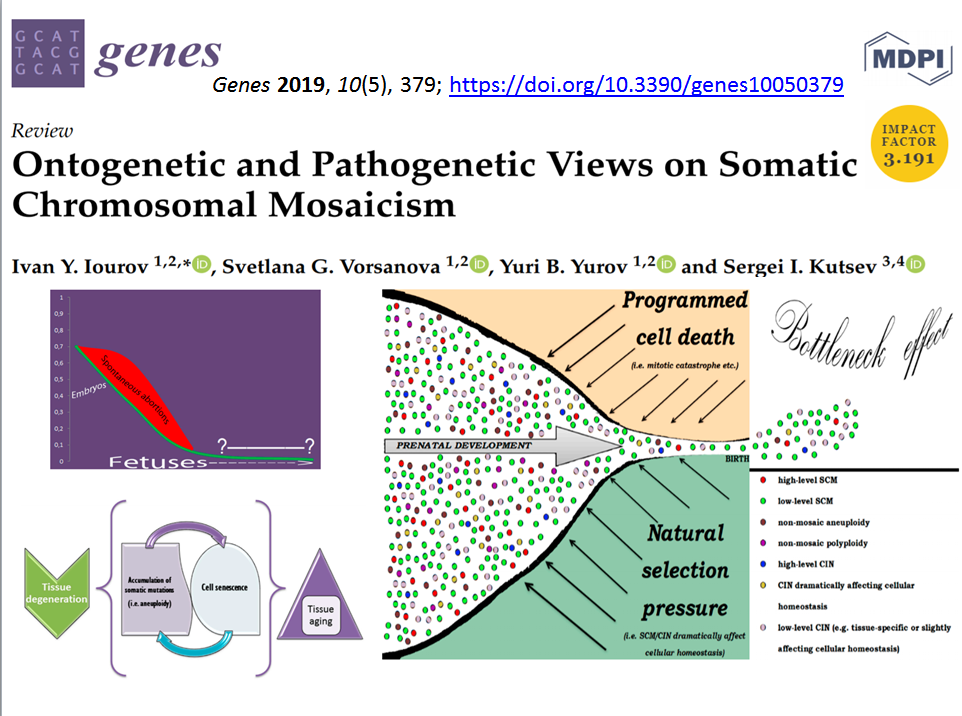 GCAT
TACG
GCAT
genes
MDPI
Genes 2019, 10(5), 379; https://doi.org/10.3390/genes10050379
IMPACT
FACTOR
3.191
Review
Ontogenetic and Pathogenetic Views on Somatic
Chromosomal Mosaicism
Ivan Y. Iourov 1,2,* iD, Svetlana G. Vorsanova 1,2 iD, Yuri B. Yurov 1,2 iD and Sergei I. Kutsev 3,4 iD
1
0,9
0,8
0,7
0,6
0,5
0,4
0,3
0,2
0,1
0
Embryos
Spontaneous abortions
?
?
Fetuses
Programmed
cell death
(i.e. mitotic catastrophe etc.)
PRENATAL DEVELOPMENT
BIRTH
Natural
selection
pressure
(i.e. SCM/CIN dramatically affect
cellular homeostasis)
Bottleneck effect
high-level SCM
low-level SCM
non-mosaic aneuploidy
non-mosaic polyploidy
high-level CIN
CIN dramatically affecting cellular
homeostasis
low-level CIN (e.g. tissue-specific or slightly
affecting cellular homeostasis)
Tissue
degeneration
Accumulation of
somatic mutations
(i.e. aneuploidy)
Cell senescence
Tissue
aging